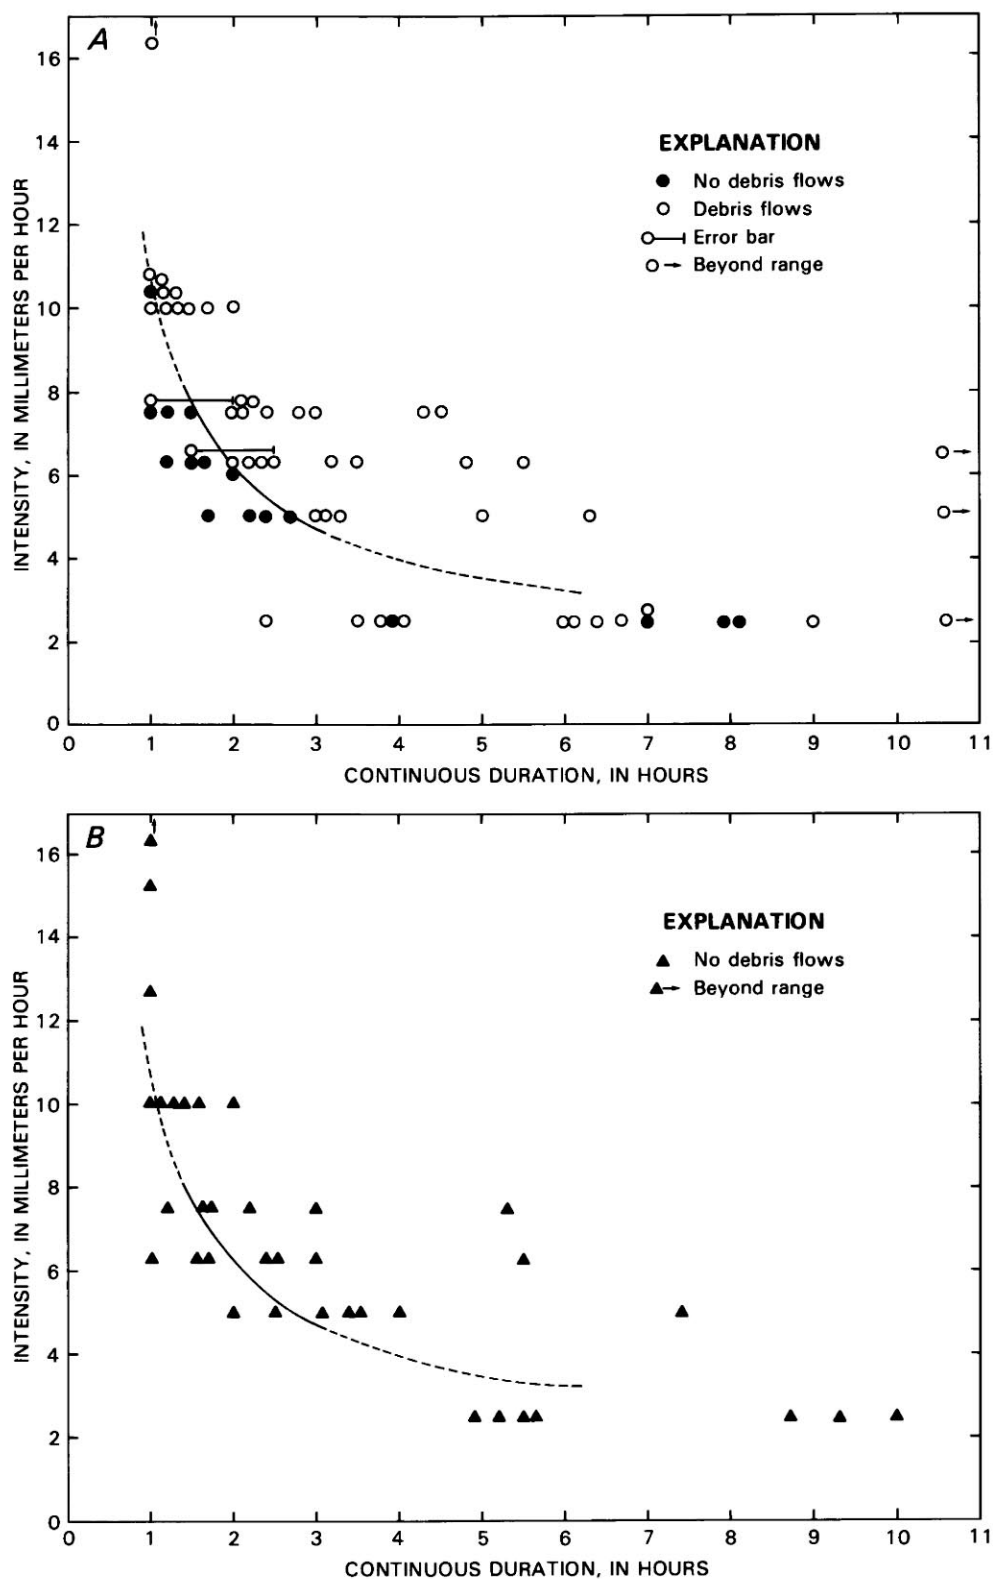 A
16
14
12
10
8
6
4
2
0
INTENSITY, IN MILLIMETERS PER HOUR
EXPLANATION
No debris flows
Debris flows
Error bar
Beyond range
0 1 2 3 4 5 6 7 8 9 10 11
CONTINUOUS DURATION, IN HOURS
B
16
14
12
10
8
6
4
2
0
INTENSITY, IN MILLIMETERS PER HOUR
EXPLANATION
No debris flows
Beyond range
0 1 2 3 4 5 6 7 8 9 10 11
CONTINUOUS DURATION, IN HOURS